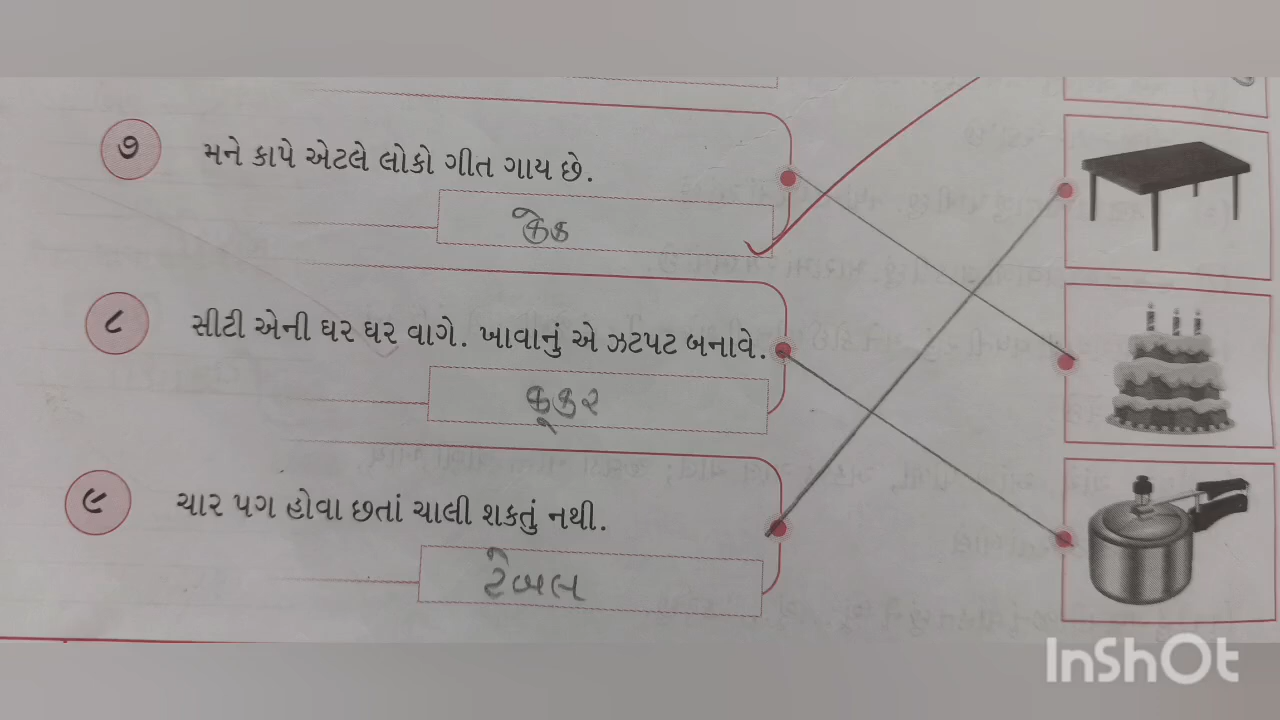 ૭ મને કાપે એટલે લોકો ગીત ગાય છે.
કેક
૮ સીટી એની ઘર ઘર વાગે. ખાવાનું એ ઝટપટ બનાવે.
કૂકર
૯ ચાર પગ હોવા છતાં ચાલી શકતું નથી.
ટેબલ
InShOt